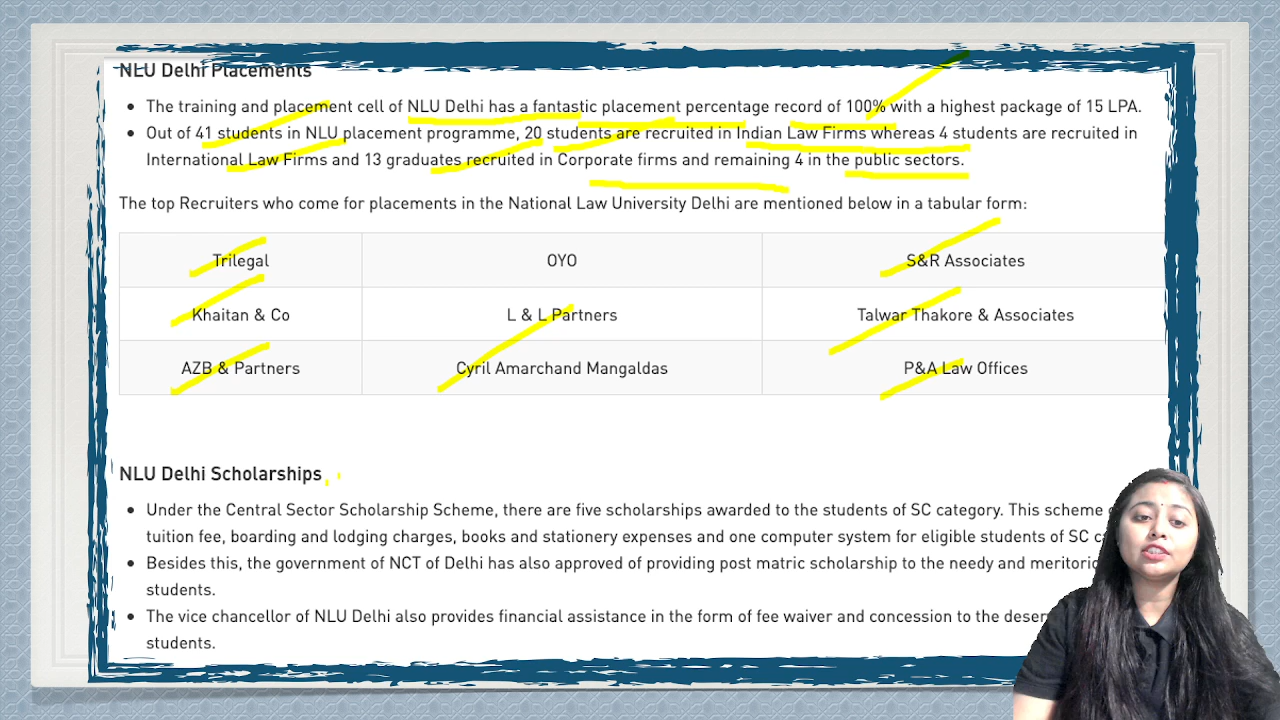 NLU Delhi Placements
• The training and placement cell of NLU Delhi has a fantastic placement percentage record of 100% with a highest package of 15 LPA.
• Out of 41 students in NLU placement programme, 20 students are recruited in Indian Law Firms whereas 4 students are recruited in
International Law Firms and 13 graduates recruited in Corporate firms and remaining 4 in the public sectors.
The top Recruiters who come for placements in the National Law University Delhi are mentioned below in a tabular form:
Trilegal OYO S&R Associates
Khaitan & Co L & L Partners Talwar Thakore & Associates
AZB & Partners Cyril Amarchand Mangaldas P&A Law Offices
NLU Delhi Scholarships
• Under the Central Sector Scholarship Scheme, there are five scholarships awarded to the students of SC category. This scheme
tuition fee, boarding and lodging charges, books and stationery expenses and one computer system for eligible students of SC
• Besides this, the government of NCT of Delhi has also approved of providing post matric scholarship to the needy and
students.
• The vice chancellor of NLU Delhi also provides financial assistance in the form of fee waiver and concession to the
students.